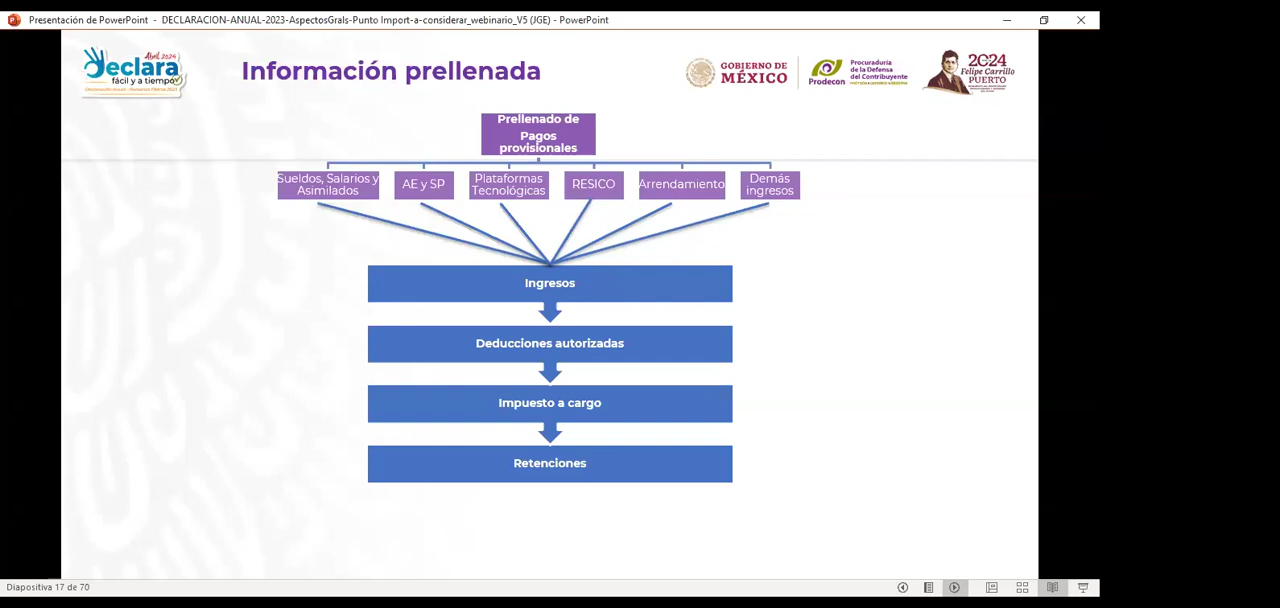 Presentación de PowerPoint - DECLARACION-ANUAL-2023-AspectosGrals-Punto Import-a-considerar_webinario_V5 (JGE) - PowerPoint
Abril 2024
Declara
fácil y a tiempo
Información prellenada
GOBIERNO DE
MÉXICO
Prodecon
Procuraduría
de la Defensa
del Contribuyente
2024
Felipe Carrillo
PUERTO
Prellenado de
Pagos
provisionales
Sueldos, Salarios y
Asimilados
AE y SP
Plataformas
Tecnológicas
RESICO
Arrendamiento
Demás
ingresos
Ingresos
Deducciones autorizadas
Impuesto a cargo
Retenciones
Diapositiva 17 de 70